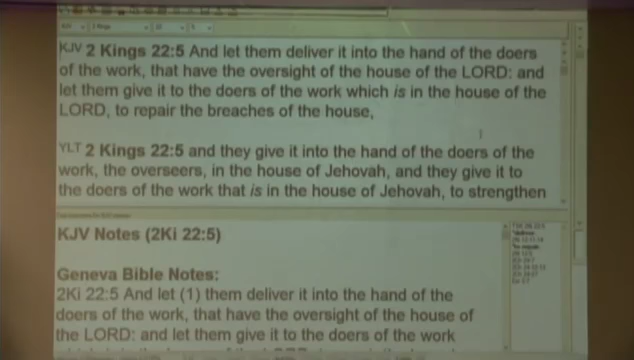 KJV 2 Kings 22:5 And let them deliver it into the hand of the doers
of the work, that have the oversight of the house of the LORD: and
let them give it to the doers of the work which is in the house of the
LORD, to repair the breaches of the house,
YLT 2 Kings 22:5 and they give it into the hand of the doers of the
work, the overseers, in the house of Jehovah, and they give it to
the doers of the work that is in the house of Jehovah, to strengthen
KJV Notes (2Ki 22:5)
Geneva Bible Notes:
2Ki 22:5 And let (1) them deliver it into the hand of the
doers of the work, that have the oversight of the house of
the LORD: and let them give it to the doers of the work